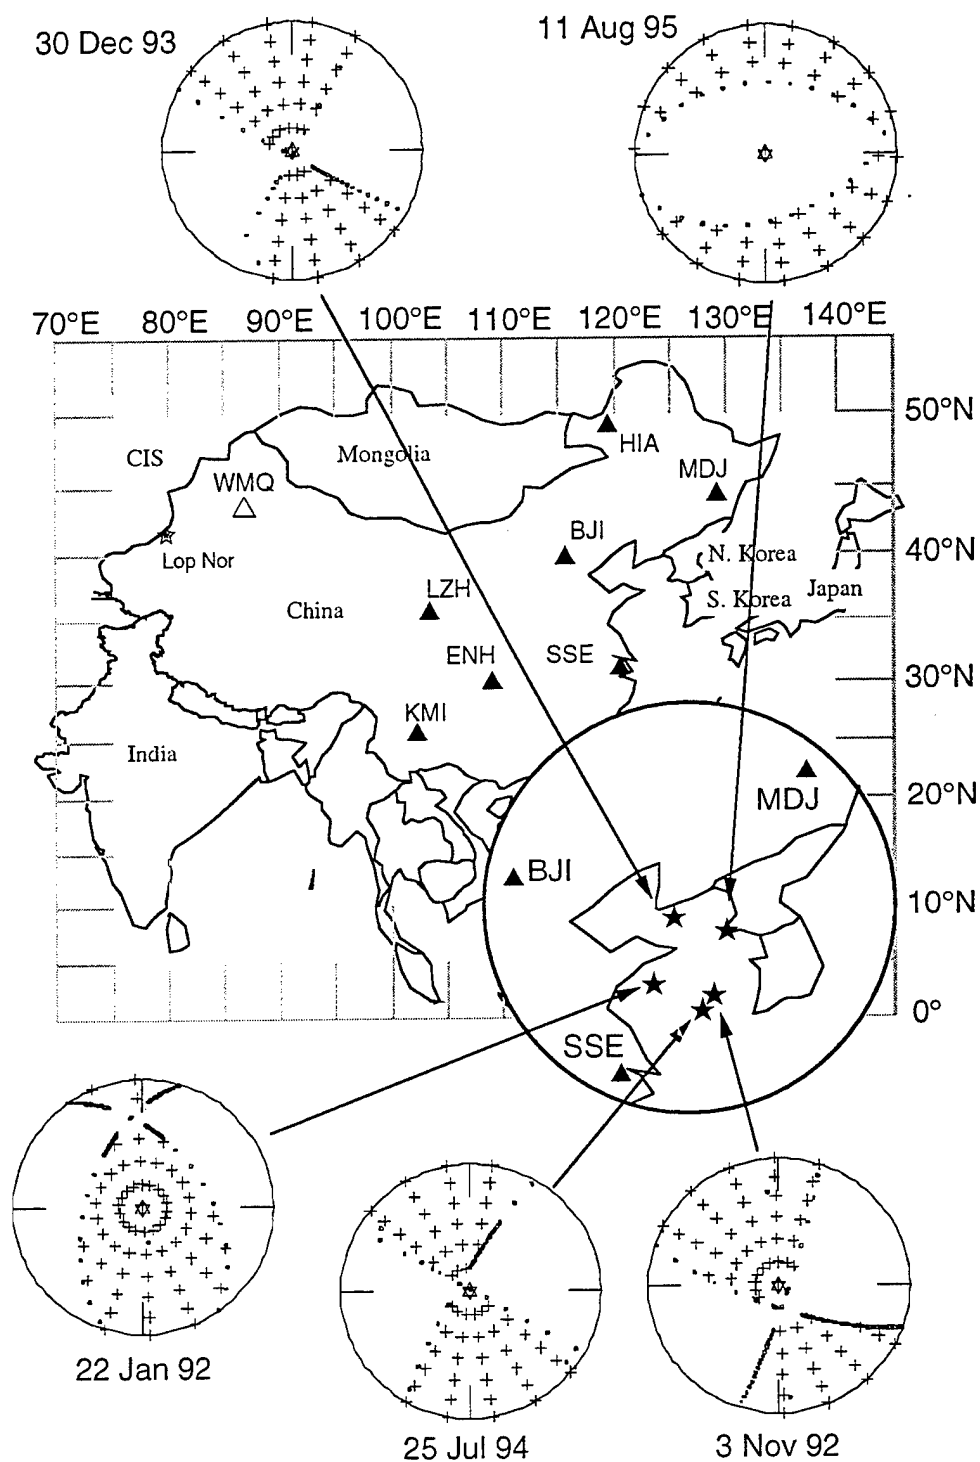 30 Dec 93
11 Aug 95
70°E 80°E 90°E 100°E 110°E 120°E 130°E 140°E
50°N
HIA
CIS
Mongolia
WMQ
MDJ
BJI
40°N
N. Korea
Lop Nor
LZH
Japan
S. Korea
China
ENH
SSE
30°N
KMI
India
20°N
MDJ
BJI
10°N
0°
SSE
22 Jan 92
25 Jul 94
3 Nov 92